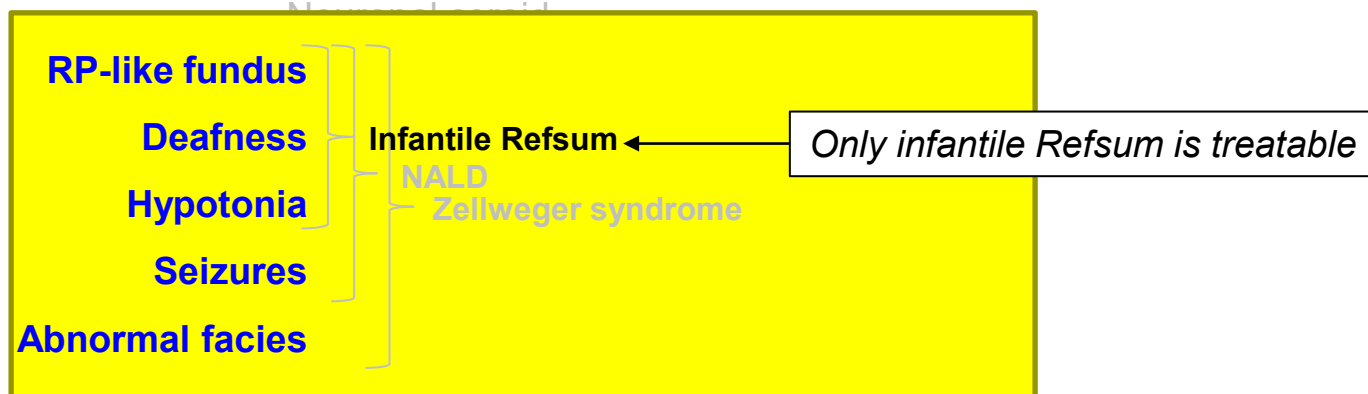 RP-like fundus
Deafness
Infantile Refsum
Only infantile Refsum is treatable
NALD
Hypotonia
Zellweger syndrome
Seizures
Abnormal facies